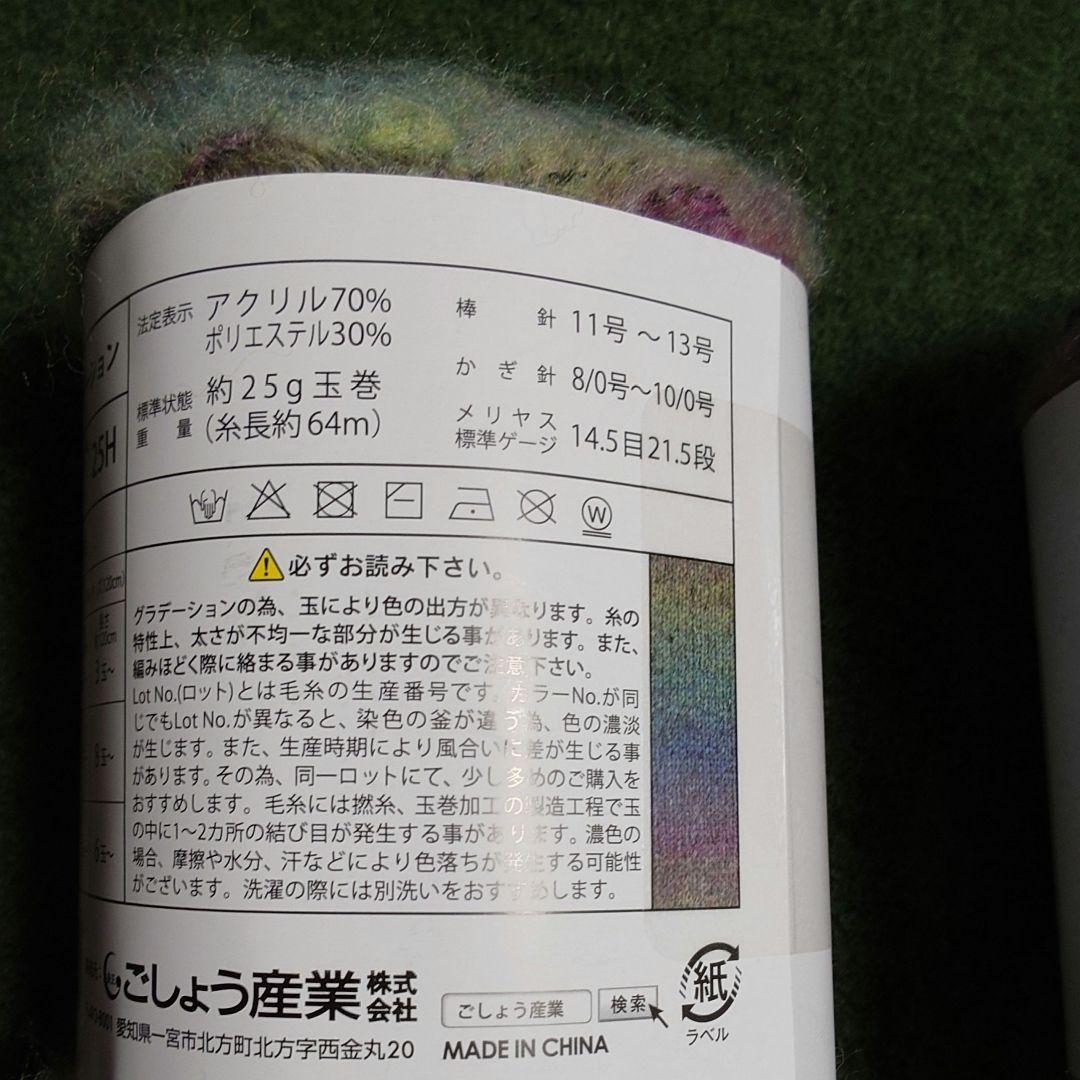 ション
25H
法定表示 アクリル70%
ポリエステル30%
標準状態
重量 約25g玉巻
(糸長約64m)
棒針 11号～13号
かぎ針 8/0号～10/0号
メリヤス
標準ゲージ 14.5目21.5段
W
必ずお読み下さい。
グラデーションの為、玉により色の出方が異なります。糸の
特性上、太さが不均一な部分が生じる事があります。また、
編みほどく際に絡まる事がありますのでご注意下さい。
Lot No.(ロット)とは毛糸の生産番号です。カラーNo.が同
じでもLot No.が異なると、染色の釜が違う為、色の濃淡
が生じます。また、生産時期により風合いに差が生じる事
があります。その為、同一ロットにて、少し多めのご購入を
おすすめします。毛糸には撚糸、玉巻加工の製造工程で玉
の中に1～2カ所の結び目が発生する事があります。濃色の
場合、摩擦や水分、汗などにより色落ちが発生する可能性
がございます。洗濯の際には別洗いをおすすめします。
3玉～
8玉～
6玉～
ごしょう産業株式会社
愛知県一宮市北方町北方字西金丸20
ごしょう産業 検索
MADE IN CHINA
紙
ラベル